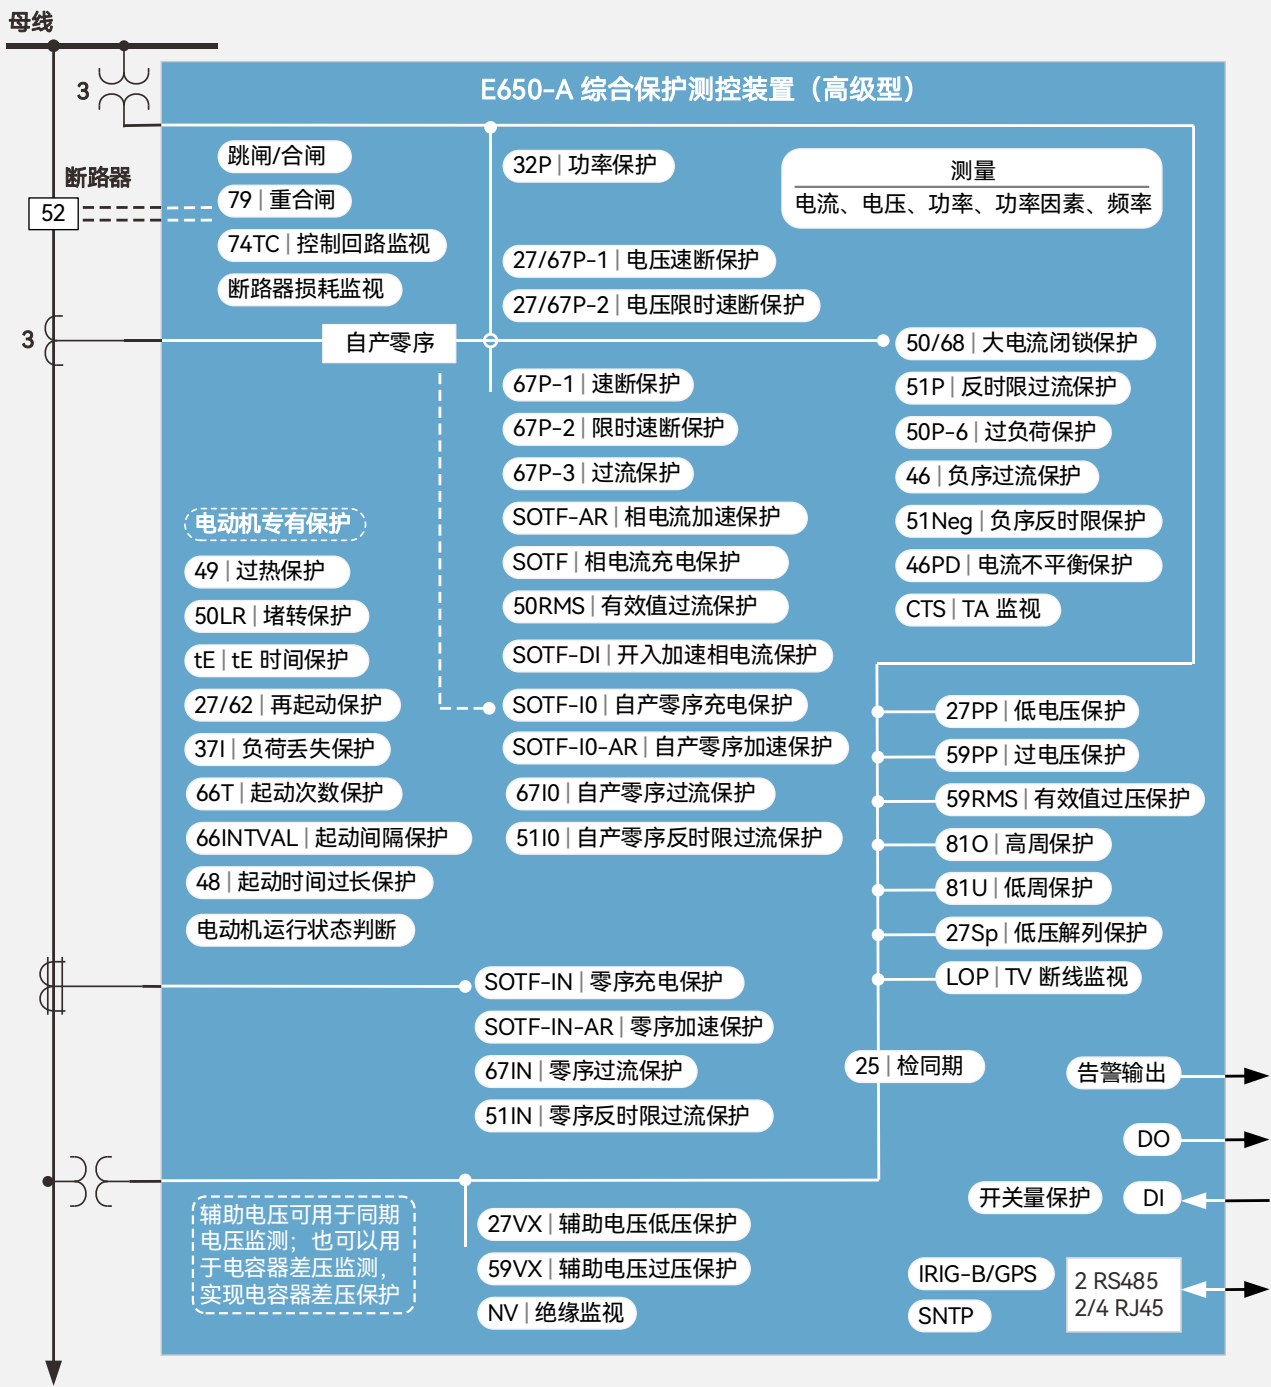 母线
3
E650-A 综合保护测控装置（高级型）
断路器
52
跳闸/合闸
79 | 重合闸
74TC | 控制回路监视
断路器损耗监视
32P | 功率保护
测量
电流、电压、功率、功率因素、频率
27/67P-1 | 电压速断保护
27/67P-2 | 电压限时速断保护
3
自产零序
67P-1 | 速断保护
67P-2 | 限时速断保护
67P-3 | 过流保护
SOTF-AR | 相电流加速保护
SOTF | 相电流充电保护
50RMS | 有效值过流保护
SOTF-DI | 开入加速相电流保护
SOTF-I0 | 自产零序充电保护
SOTF-I0-AR | 自产零序加速保护
67I0 | 自产零序过流保护
51I0 | 自产零序反时限过流保护
50/68 | 大电流闭锁保护
51P | 反时限过流保护
50P-6 | 过负荷保护
46 | 负序过流保护
51Neg | 负序反时限保护
46PD | 电流不平衡保护
CTS | TA 监视
电动机专有保护
49 | 过热保护
50LR | 堵转保护
tE | tE 时间保护
27/62 | 再起动保护
37I | 负荷丢失保护
66T | 起动次数保护
66INTVAL | 起动间隔保护
48 | 起动时间过长保护
电动机运行状态判断
27PP | 低电压保护
59PP | 过电压保护
59RMS | 有效值过压保护
81O | 高周保护
81U | 低周保护
27Sp | 低压解列保护
LOP | TV 断线监视
SOTF-IN | 零序充电保护
SOTF-IN-AR | 零序加速保护
67IN | 零序过流保护
51IN | 零序反时限过流保护
25 | 检同期
告警输出
DO
开关量保护
DI
辅助电压可用于同期
电压监测；也可以用
于电容器差压监测，
实现电容器差压保护
27VX | 辅助电压低压保护
59VX | 辅助电压过压保护
NV | 绝缘监视
IRIG-B/GPS
SNTP
2 RS485
2/4 RJ45